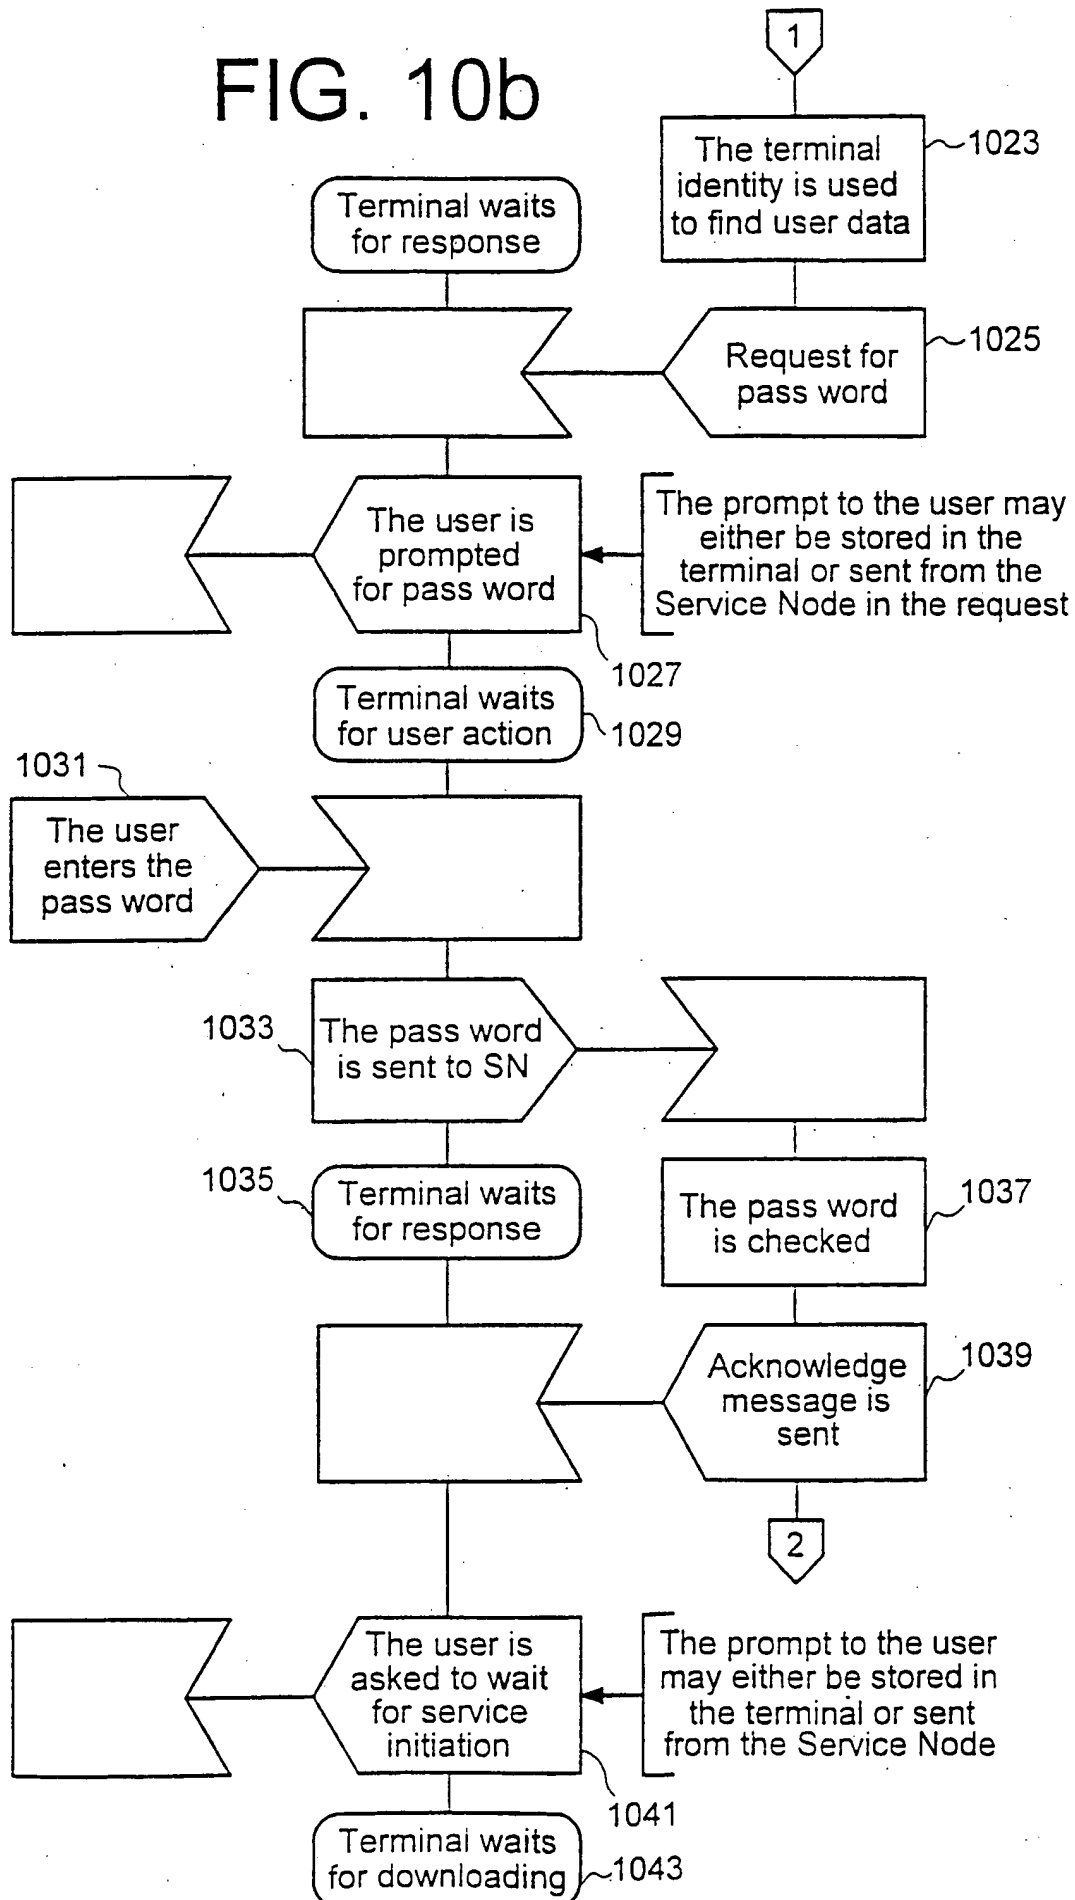 FIG. 10b
1
The terminal
identity is used
to find user data
1023
Terminal waits
for response
Request for
pass word
1025
The user is
prompted
for pass word
1027
The prompt to the user may
either be stored in the
terminal or sent from the
Service Node in the request
Terminal waits
for user action
1029
1031
The user
enters the
pass word
1033
The pass word
is sent to SN
1035
Terminal waits
for response
The pass word
is checked
1037
Acknowledge
message is
sent
1039
2
The user is
asked to wait
for service
initiation
1041
The prompt to the user
may either be stored in
the terminal or sent
from the Service Node
Terminal waits
for downloading
1043